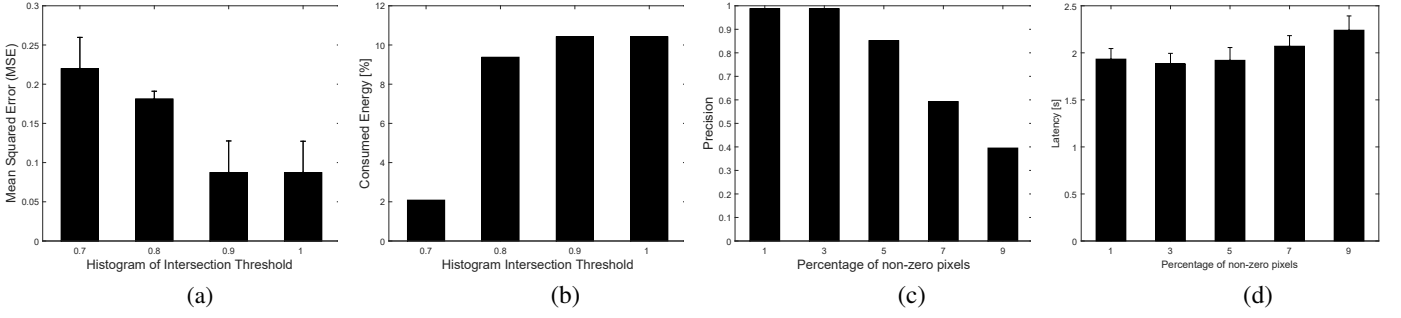 0.3
0.25
0.2
0.15
0.1
0.05
0
Mean Squared Error (MSE)
0.7 0.8 0.9 1
Histogram of Intersection Threshold
(a)
12
10
8
6
4
2
0
Consumed Energy [%]
0.7 0.8 0.9 1
Histogram Intersection Threshold
(b)
1
0.9
0.8
0.7
0.6
0.5
0.4
0.3
0.2
0.1
0
Precision
1 3 5 7 9
Percentage of non-zero pixels
(c)
2.5
2
1.5
1
0.5
0
Latency [s]
1 3 5 7 9
Percentage of non-zero pixels
(d)